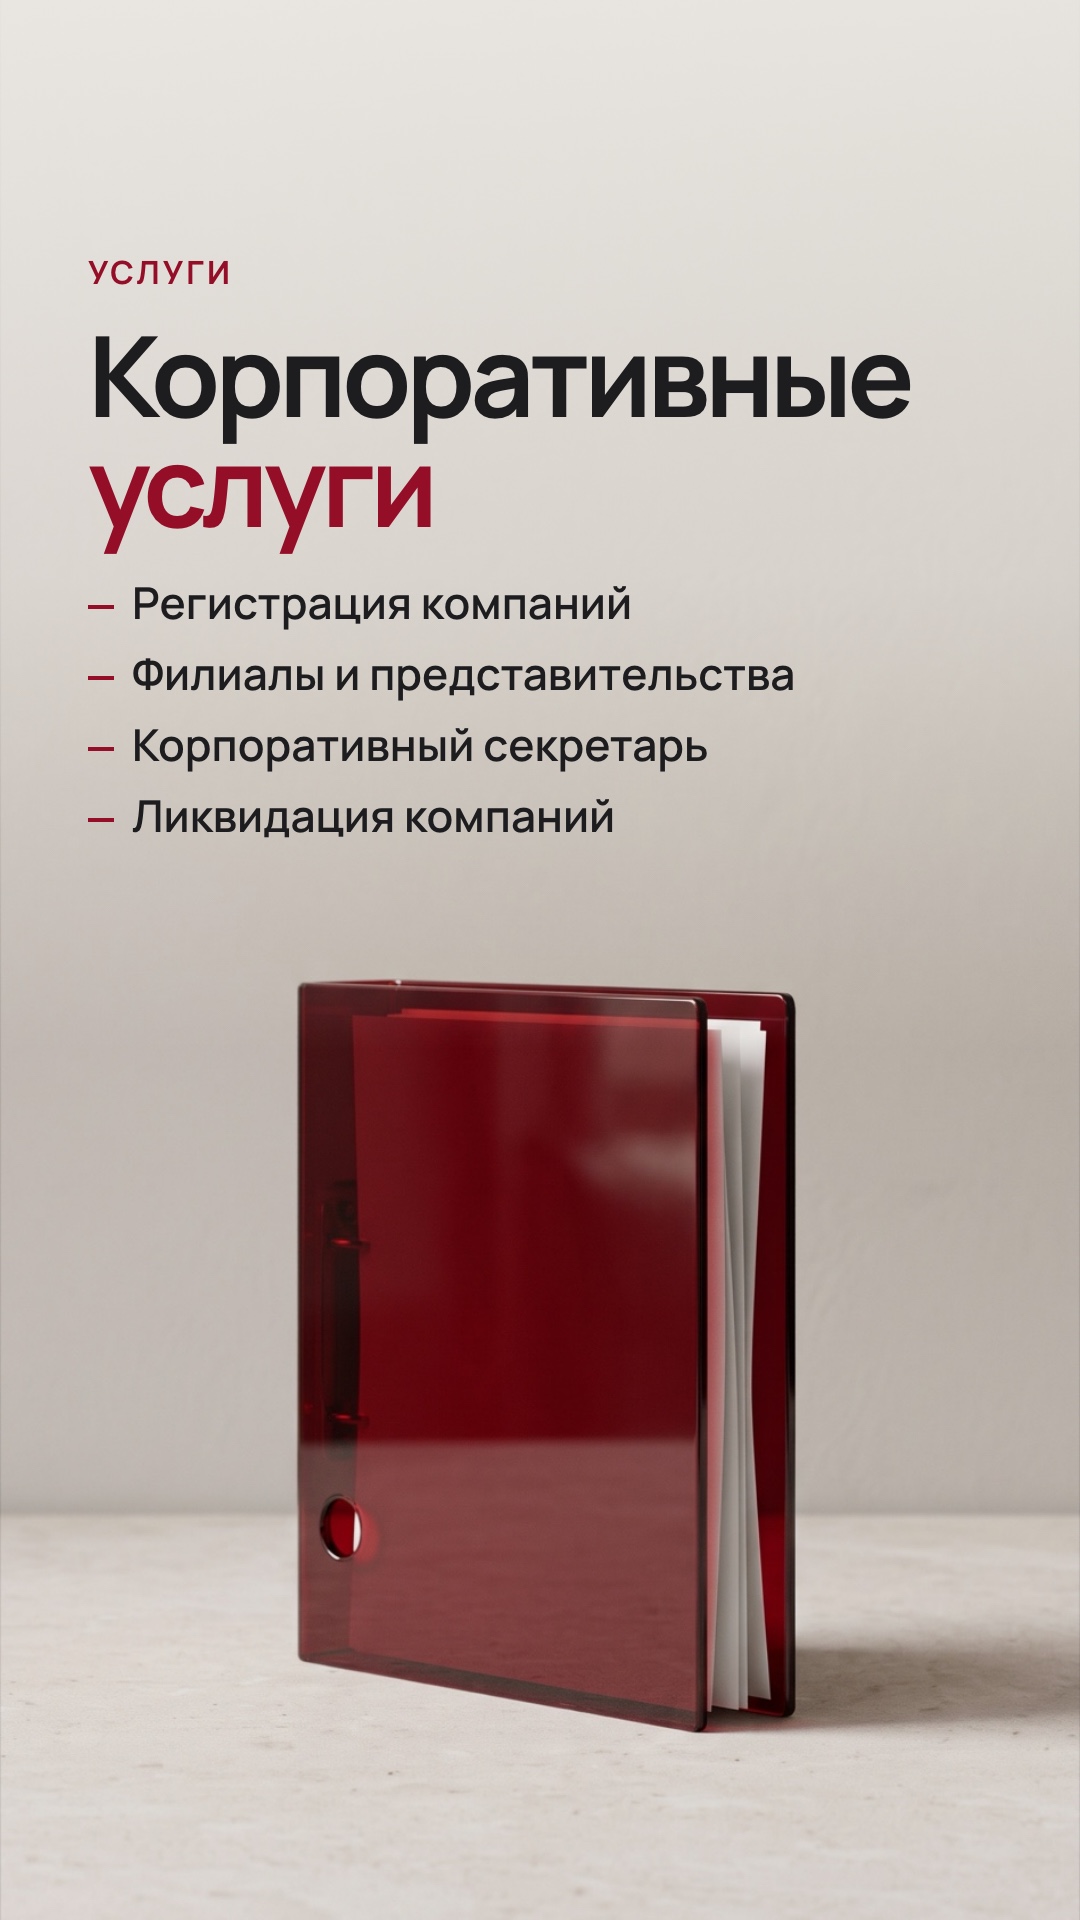 УСЛУГИ
Корпоративные
услуги
— Регистрация компаний
— Филиалы и представительства
— Корпоративный секретарь
— Ликвидация компаний